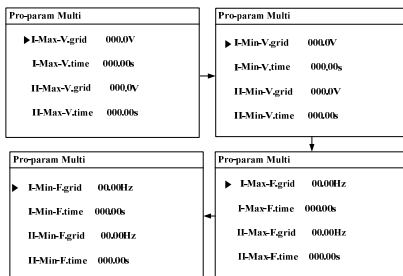 Pro-param Multi
I-Max-V.grid 000.0V
I-Max-V.time 000.00s
II-Max-V.grid 000.0V
II-Max-V.time 000.00s
Pro-param Multi
I-Min-V.grid 000.0V
I-Min-V.time 000.00s
II-Min-V.grid 000.0V
II-Min-V.time 000.00s
Pro-param Multi
I-Max-F.grid 00.00Hz
I-Max-F.time 000.00s
II-Max-F.grid 00.00Hz
II-Max-F.time 000.00s
Pro-param Multi
I-Min-F.grid 00.00Hz
I-Min-F.time 000.00s
II-Min-F.grid 00.00Hz
II-Min-F.time 000.00s